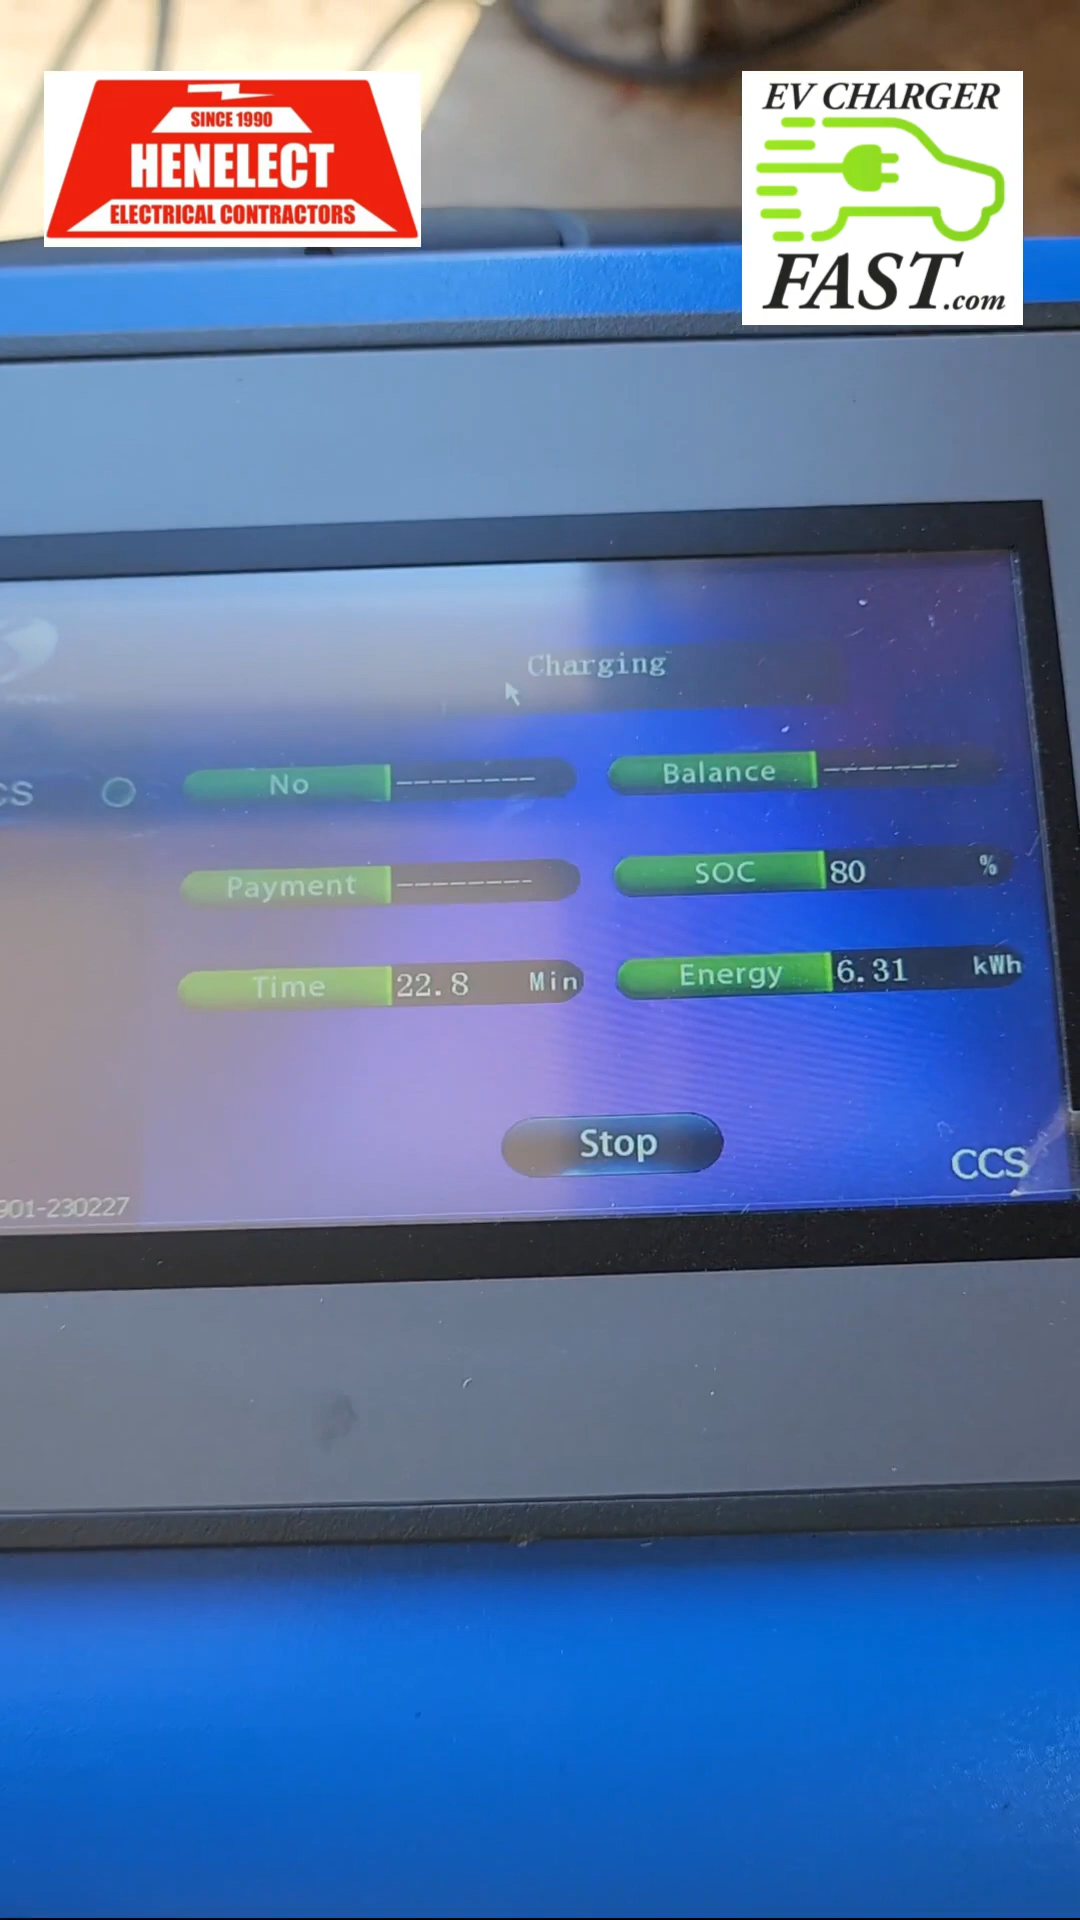 SINCE 1990
HENELECT
ELECTRICAL CONTRACTORS
EV CHARGER
FAST.com
Charging
CS
No --------
Balance --------
Payment --------
SOC 80 %
Time 22.8 Min
Energy 6.31 kWh
Stop
CCS
901-230227